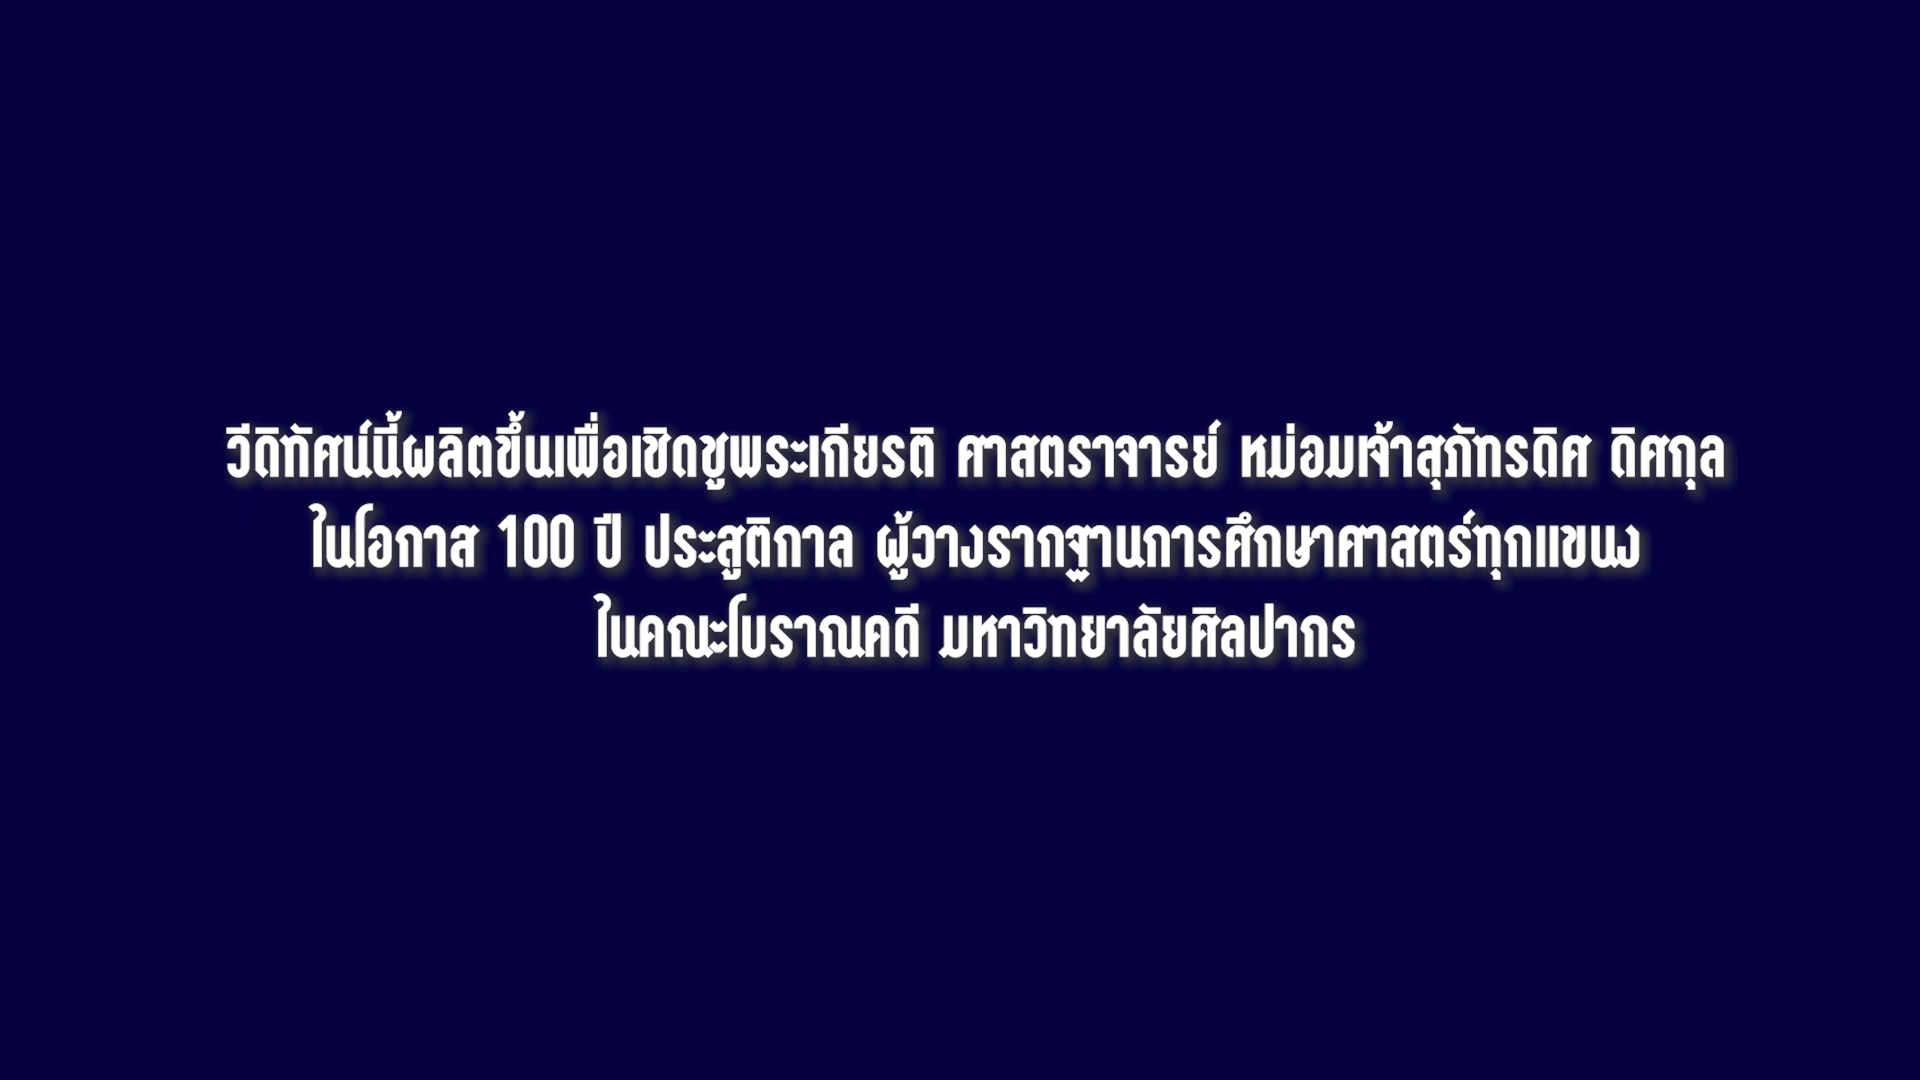 วีดิทัศน์นี้ผลิตขึ้นเพื่อเชิดชูพระเกียรติ ศาสตราจารย์ หม่อมเจ้าสุภัทรดิศ ดิศกุล
ในโอกาส 100 ปี ประสูติกาล ผู้วางรากฐานการศึกษาศาสตร์ทุกแขนง
ในคณะโบราณคดี มหาวิทยาลัยศิลปากร